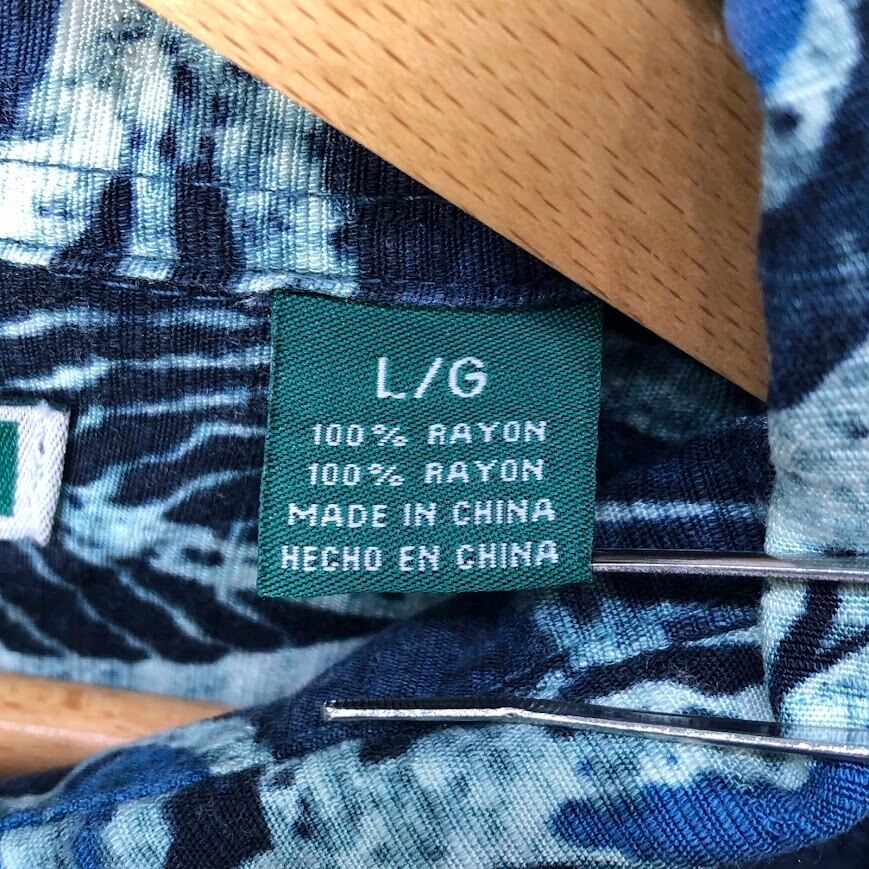 L/G
100% RAYON
100% RAYON
MADE IN CHINA
HECHO EN CHINA